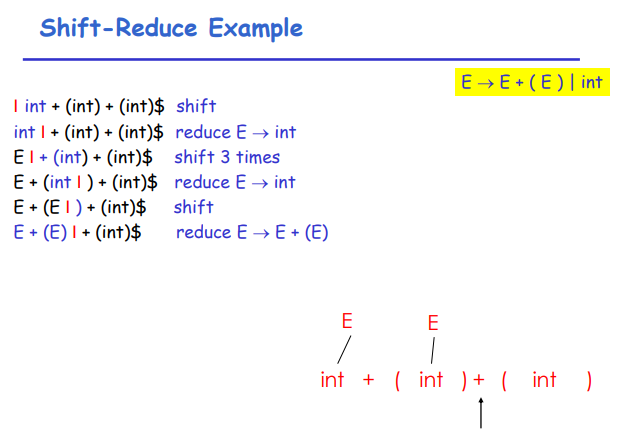 Shift-Reduce Example
E → E + ( E ) | int
I int + (int) + (int)$ shift
int I + (int) + (int)$ reduce E → int
E I + (int) + (int)$ shift 3 times
E + (int I ) + (int)$ reduce E → int
E + (E I ) + (int)$ shift
E + (E) I + (int)$ reduce E → E + (E)
E E
int + ( int ) + ( int )